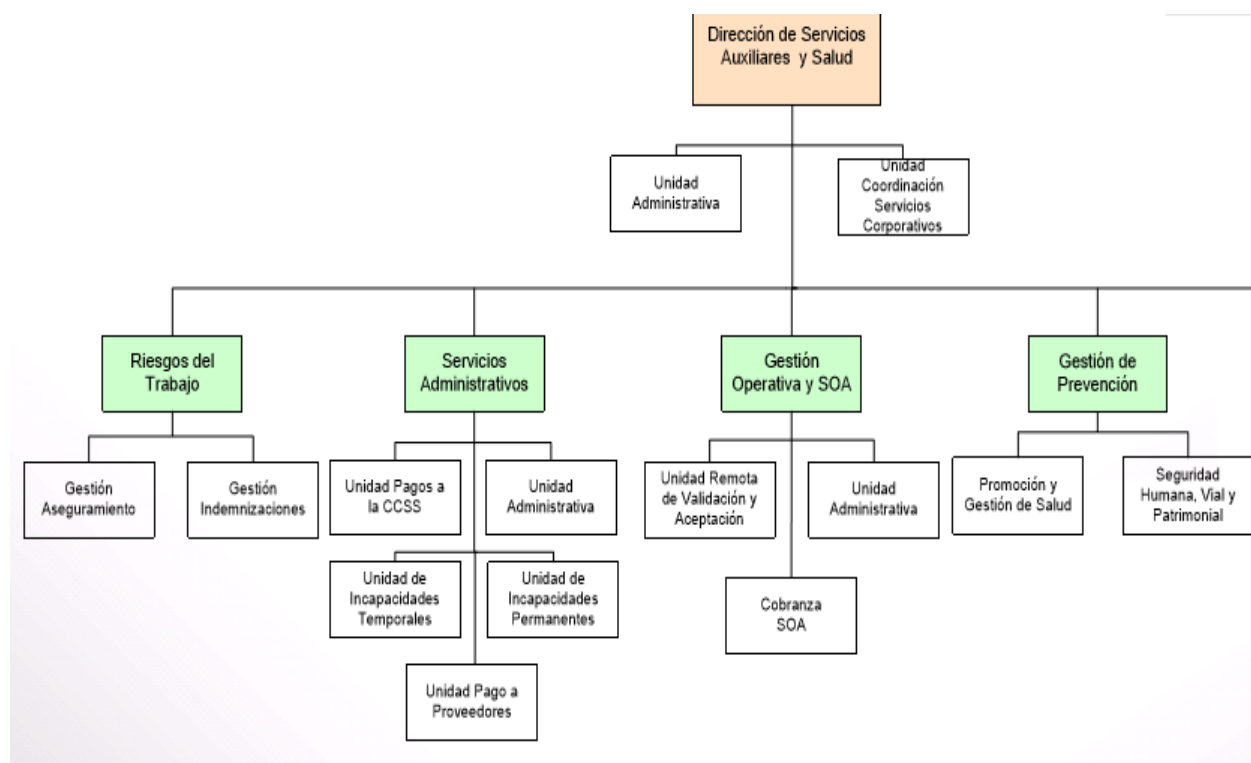 Dirección de Servicios
Auxiliares y Salud
Unidad
Administrativa
Unidad
Coordinación
Servicios
Corporativos
Riesgos del
Trabajo
Servicios
Administrativos
Gestión
Operativa y SOA
Gestión de
Prevención
Gestión
Aseguramiento
Gestión
Indemnizaciones
Unidad Pagos a
la CCSS
Unidad
Administrativa
Unidad Remota
de Validación y
Aceptación
Unidad
Administrativa
Promoción y
Gestión de Salud
Seguridad
Humana, Vial y
Patrimonial
Unidad de
Incapacidades
Temporales
Unidad de
Incapacidades
Permanentes
Cobranza
SOA
Unidad Pago a
Proveedores